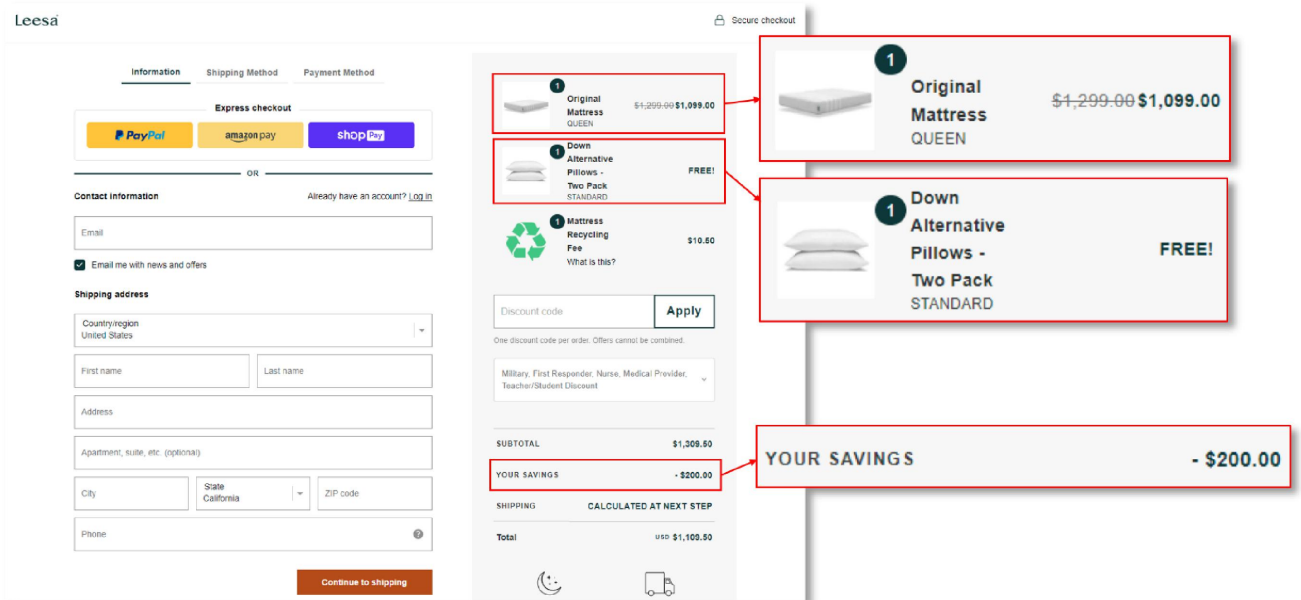 Leesa
Secure checkout
Information Shipping Method Payment Method
Express checkout
PayPal
amazon pay
shop Pay
OR
Contact information
Already have an account? Log in
Email
Email me with news and offers
Shipping address
Country/region
United States
First name
Last name
Address
Apartment, suite, etc. (optional)
City
State
California
ZIP code
Phone
?
Continue to shipping
1
Original
Mattress
QUEEN
$1,299.00 $1,099.00
1
Down
Alternative
Pillows -
Two Pack
STANDARD
FREE!
1
Mattress
Recycling
Fee
What is this?
$10.50
Discount code
Apply
One discount code per order. Offers cannot be combined.
Military, First Responder, Nurse, Medical Provider,
Teacher/Student Discount
SUBTOTAL $1,309.50
YOUR SAVINGS - $200.00
SHIPPING CALCULATED AT NEXT STEP
Total USD $1,109.50
1
Original
Mattress
QUEEN
$1,299.00 $1,099.00
1
Down
Alternative
Pillows -
Two Pack
STANDARD
FREE!
YOUR SAVINGS - $200.00